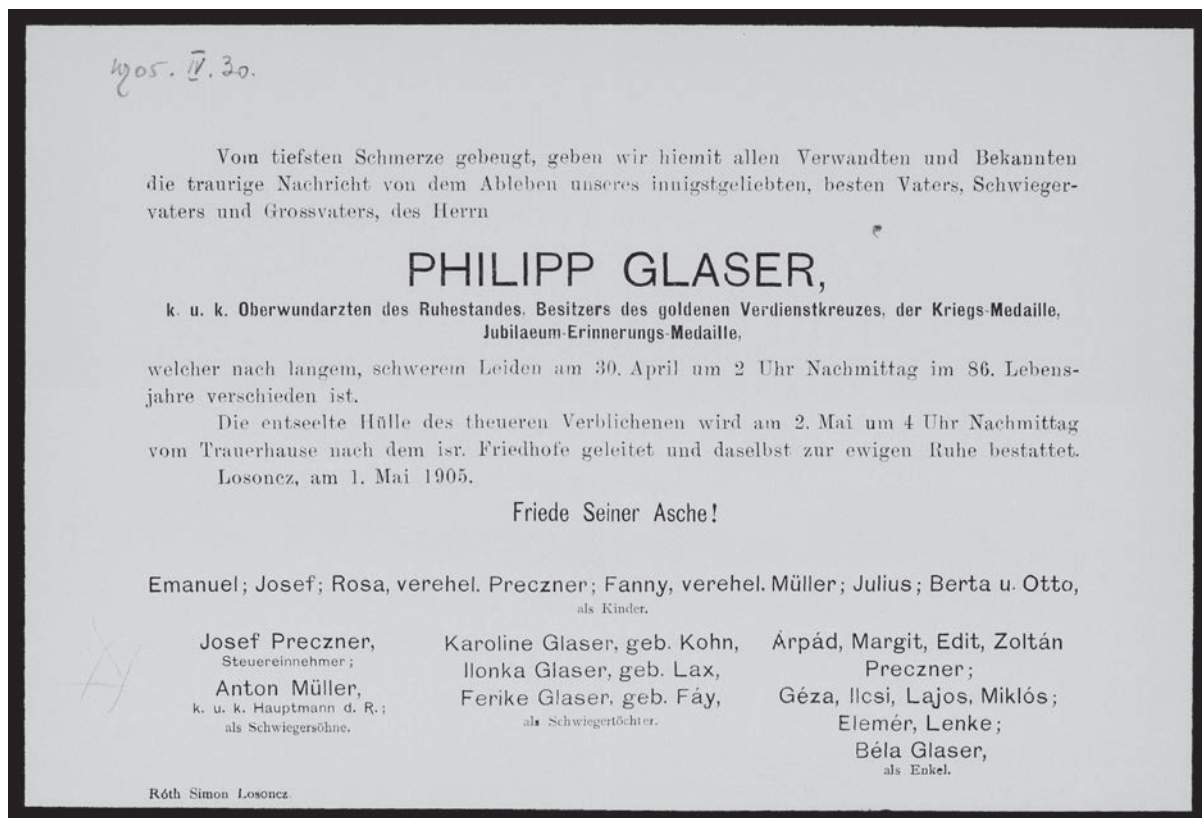 1905. IV. 30.
Vom tiefsten Schmerze gebeugt, geben wir hiemit allen Verwandten und Bekannten
die traurige Nachricht von dem Ableben unseres innigstgeliebten, besten Vaters, Schwieger-
vaters und Grossvaters, des Herrn
PHILIPP GLASER,
k. u. k. Oberwundarzten des Ruhestandes, Besitzers des goldenen Verdienstkreuzes, der Kriegs-Medaille,
Jubilaeum-Erinnerungs-Medaille,
welcher nach langem, schwerem Leiden am 30. April um 2 Uhr Nachmittag im 86. Lebens-
jahre verschieden ist.
Die entseelte Hülle des theueren Verblichenen wird am 2. Mai um 4 Uhr Nachmittag
vom Trauerhause nach dem isr. Friedhofe geleitet und daselbst zur ewigen Ruhe bestattet.
Losoncz, am 1. Mai 1905.
Friede Seiner Asche!
Emanuel; Josef; Rosa, verehel. Preczner; Fanny, verehel. Müller; Julius; Berta u. Otto,
als Kinder.
Josef Preczner,
Steuereinnehmer;
Anton Müller,
k. u. k. Hauptmann d. R.;
als Schwiegersöhne.
Karoline Glaser, geb. Kohn,
Ilonka Glaser, geb. Lax,
Ferike Glaser, geb. Fáy,
als Schwiegertöchter.
Árpád, Margit, Edit, Zoltán
Preczner;
Géza, Ilcsi, Lajos, Miklós;
Elemér, Lenke;
Béla Glaser,
als Enkel.
Róth Simon Losoncz.